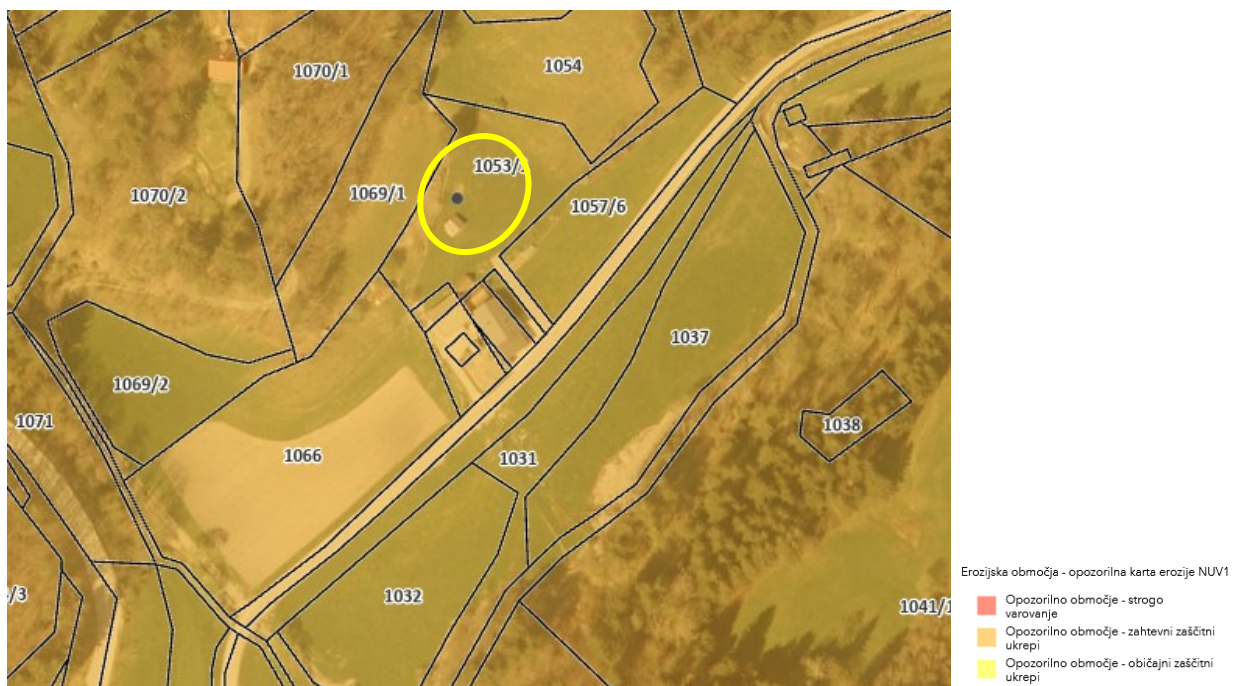 1054
1070/1
1053/
1069/1
1070/2
1057/6
1037
1069/2
1071
1038
1066
1031
1032
/3
1041/1
Erozijska območja - opozorilna karta erozije NUV1
Opozorilno območje - strogo
varovanje
Opozorilno območje - zahtevni zaščitni
ukrepi
Opozorilno območje - običajni zaščitni
ukrepi